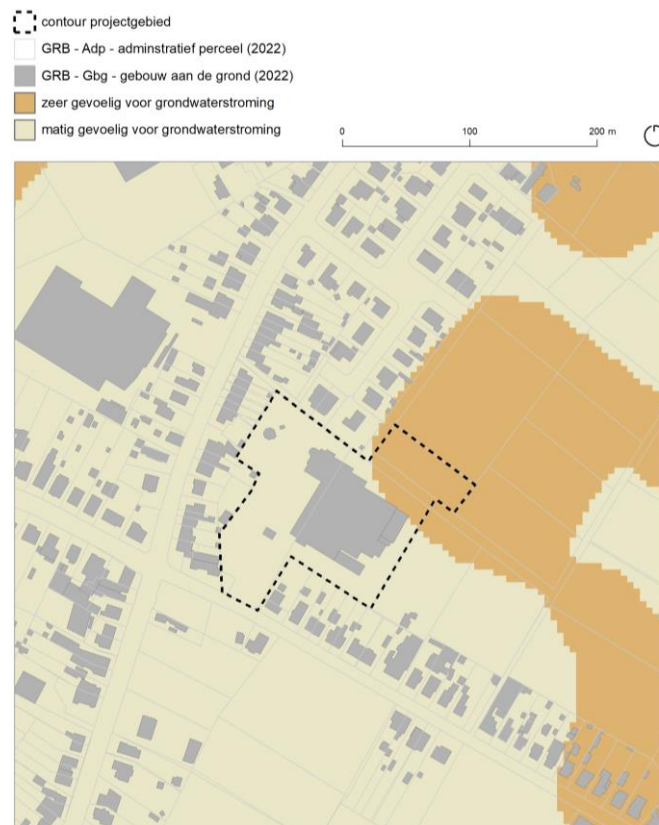 contour projectgebied
GRB - Adp - adminstratief perceel (2022)
GRB - Gbg - gebouw aan de grond (2022)
zeer gevoelig voor grondwaterstroming
matig gevoelig voor grondwaterstroming
0 100 200 m